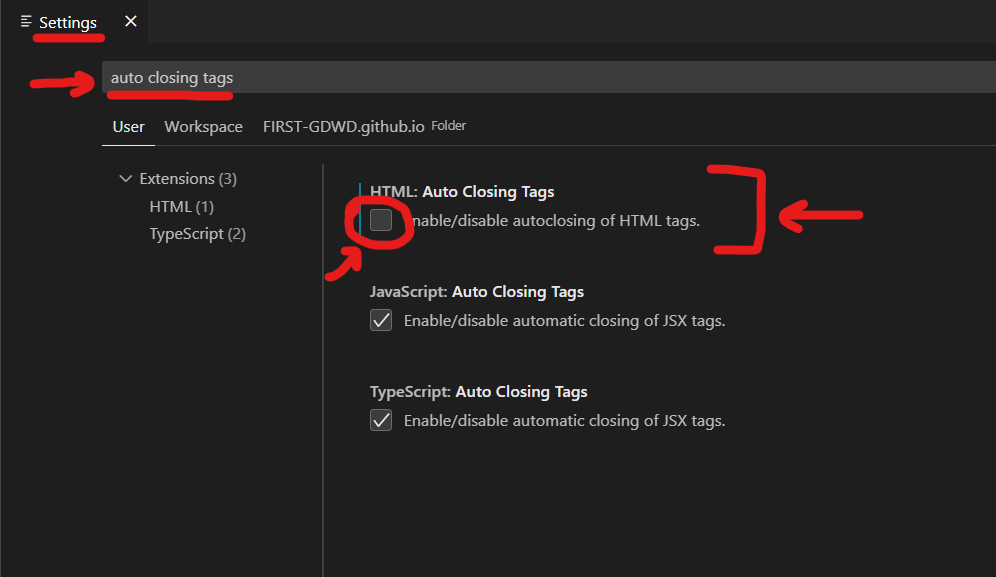 Settings
auto closing tags
User Workspace FIRST-GDWD.github.io Folder
Extensions (3)
HTML (1)
TypeScript (2)
HTML: Auto Closing Tags
Enable/disable autoclosing of HTML tags.
JavaScript: Auto Closing Tags
Enable/disable automatic closing of JSX tags.
TypeScript: Auto Closing Tags
Enable/disable automatic closing of JSX tags.